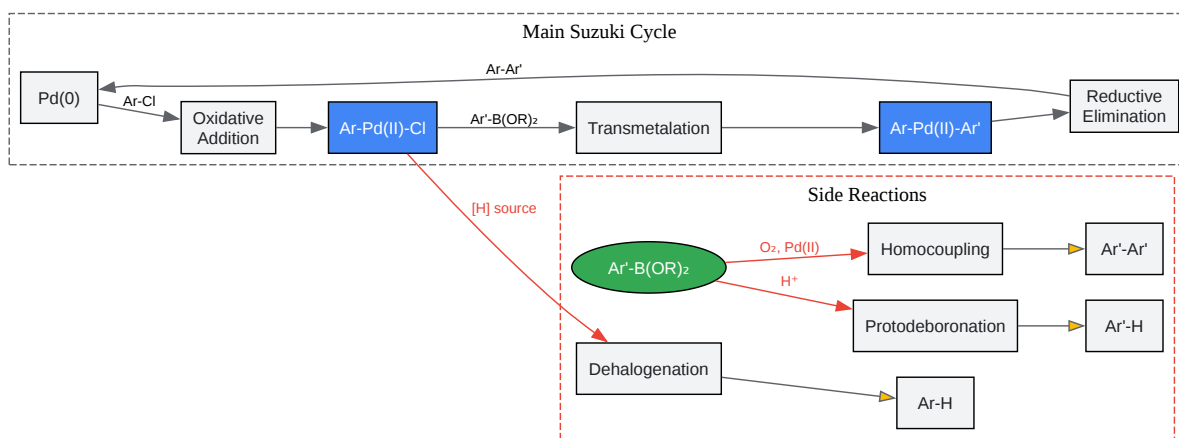 Main Suzuki Cycle
Ar-Ar'
Pd(0)
Ar-Cl
Oxidative
Addition
Ar-Pd(II)-Cl
Ar'-B(OR)₂
Transmetalation
Ar-Pd(II)-Ar'
Reductive
Elimination
[H] source
Side Reactions
Ar'-B(OR)₂
O₂, Pd(II)
Homocoupling
Ar'-Ar'
H⁺
Protodeboronation
Ar'-H
Dehalogenation
Ar-H